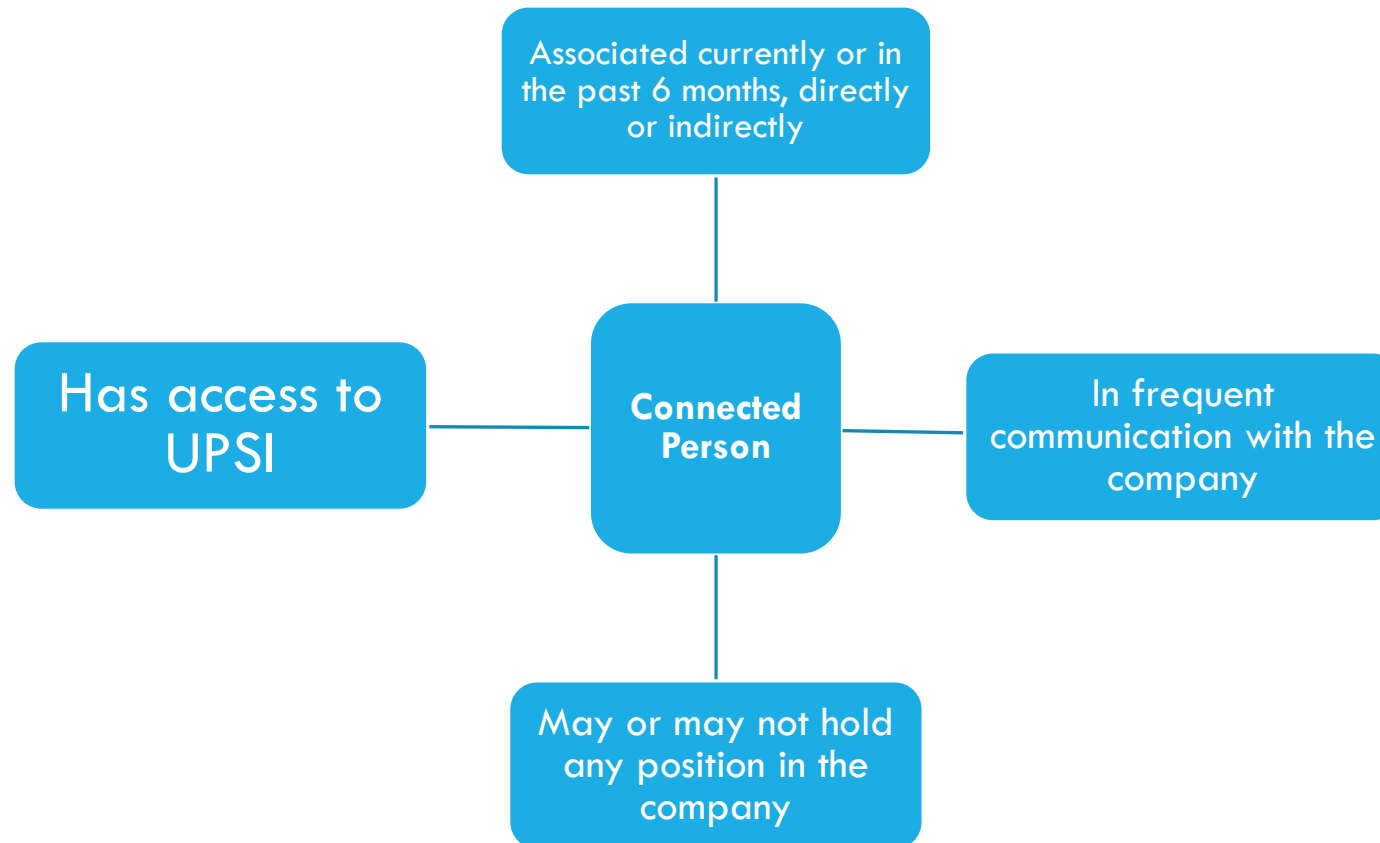 Associated currently or in
the past 6 months, directly
or indirectly
Has access to
UPSI
Connected
Person
In frequent
communication with the
company
May or may not hold
any position in the
company